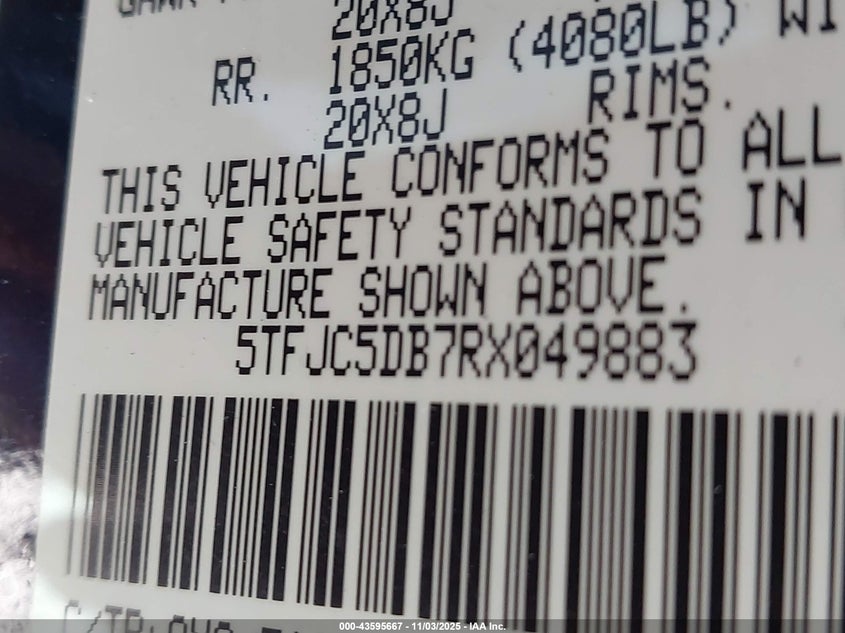 20X8J
RR. 1850KG (4080LB)
20X8J RIMS.
THIS VEHICLE CONFORMS TO ALL
VEHICLE SAFETY STANDARDS IN
MANUFACTURE SHOWN ABOVE.
5TFJC5DB7RX049883
000-43595667 - 11/03/2025 - IAA Inc.